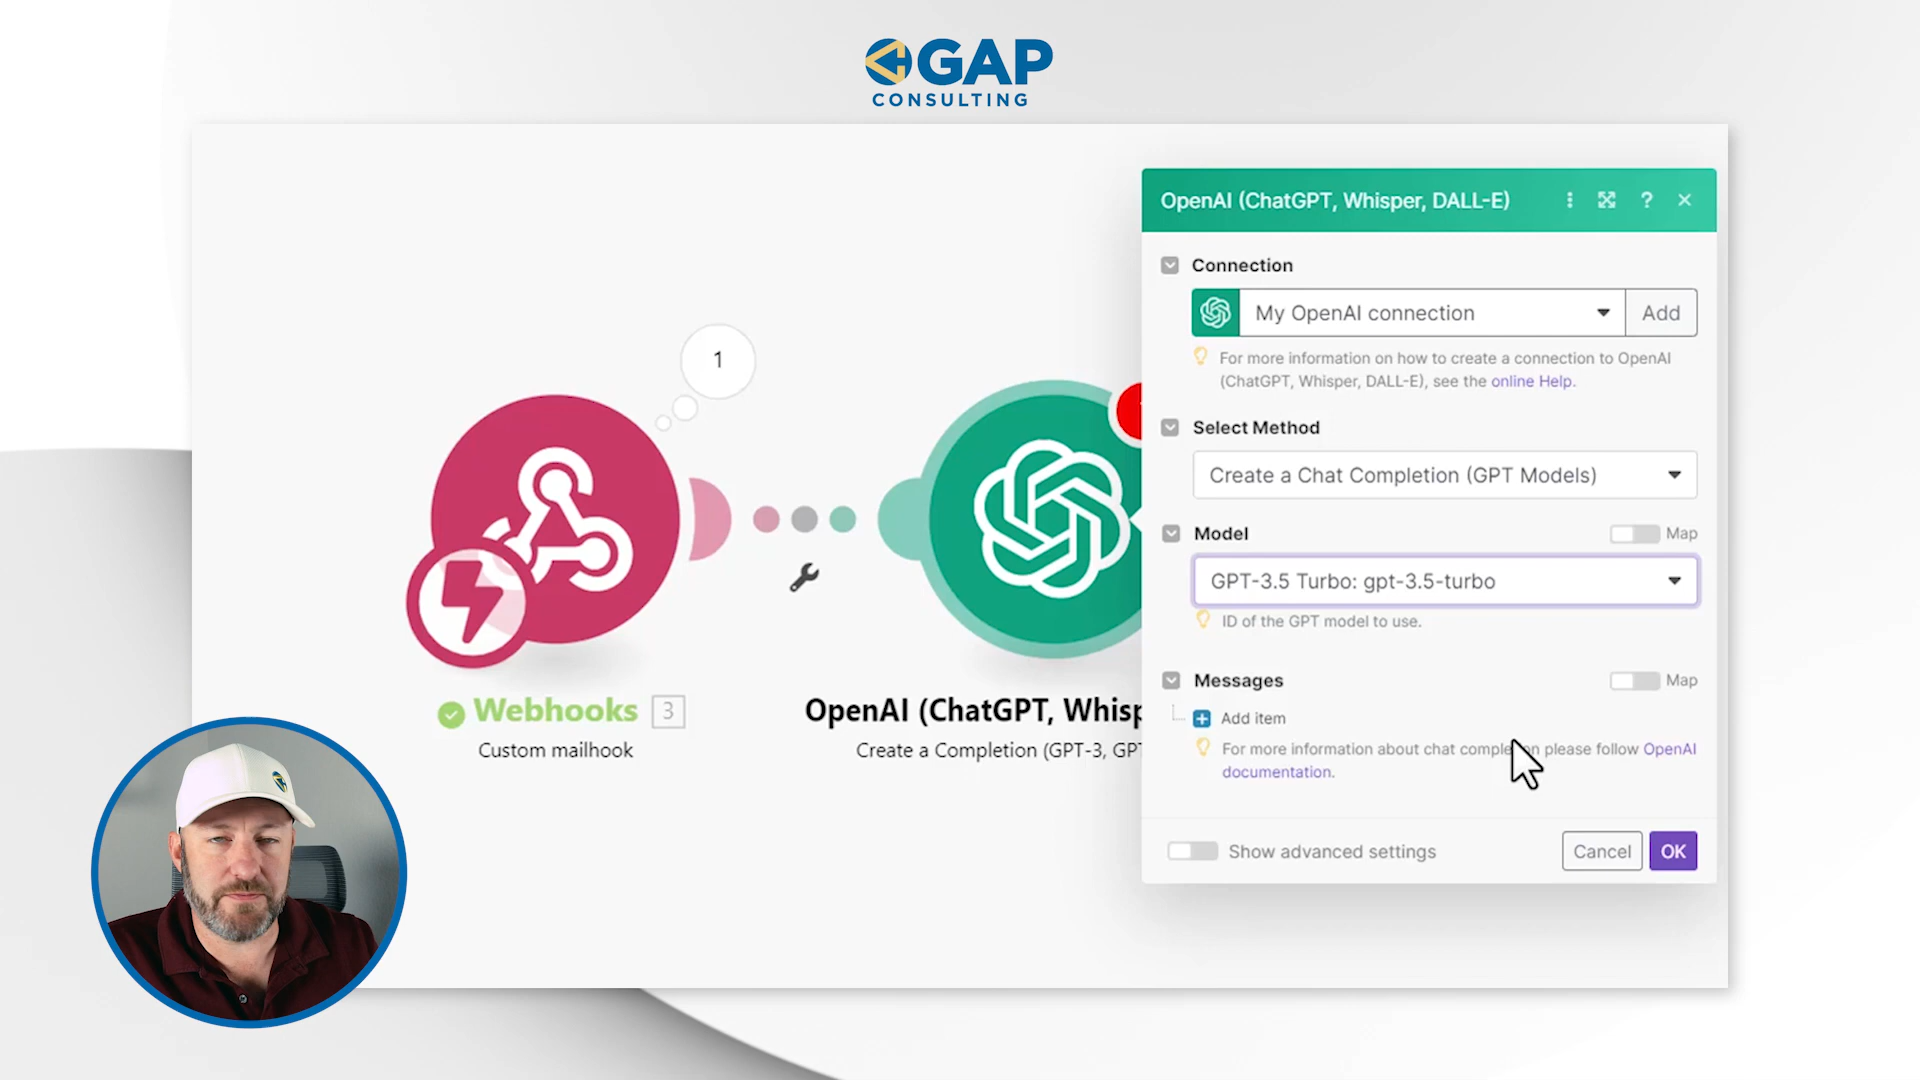 GAP
CONSULTING
OpenAI (ChatGPT, Whisper, DALL-E)
?
Connection
My OpenAI connection
Add
For more information on how to create a connection to OpenAI
(ChatGPT, Whisper, DALL-E), see the online Help.
Select Method
Create a Chat Completion (GPT Models)
Model
Map
GPT-3.5 Turbo: gpt-3.5-turbo
ID of the GPT model to use.
Messages
Map
Add item
For more information about chat please follow OpenAI
documentation.
Show advanced settings
Cancel
OK
1
Webhooks
3
Custom mailhook
OpenAI (ChatGPT,
Create a Completion (GPT-3,